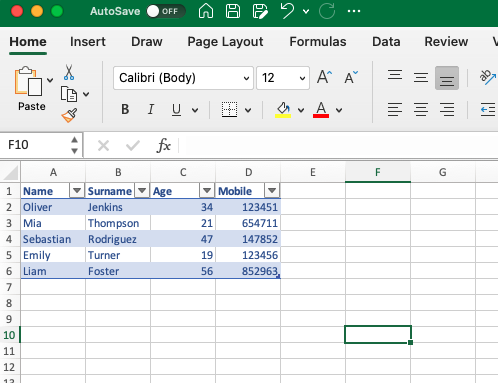 AutoSave OFF
Home Insert Draw Page Layout Formulas Data Review
Calibri (Body) 12 A A
Paste B I U A
F10 fx
A B C D E F G
1 Name Surname Age Mobile
2 Oliver Jenkins 34 123451
3 Mia Thompson 21 654711
4 Sebastian Rodriguez 47 147852
5 Emily Turner 19 123456
6 Liam Foster 56 852963
7
8
9
10
11
12
13